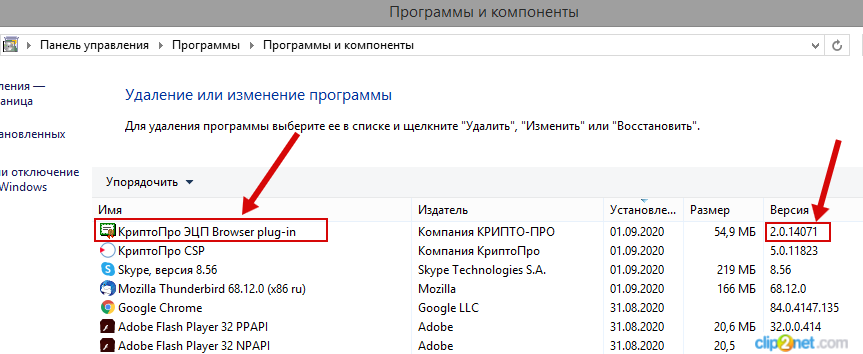 Программы и компоненты
Панель управления Программы Программы и компоненты
Удаление или изменение программы
ления —
раница
Для удаления программы выберите ее в списке и щелкните "Удалить", "Изменить" или "Восстановить".
ановленных
и отключение
Windows
Упорядочить
Имя Издатель Установле... Размер Версия
КриптоПро ЭЦП Browser plug-in Компания КРИПТО-ПРО 01.09.2020 54,9 МБ 2.0.14071
КриптоПро CSP Компания КриптоПро 01.09.2020 5.0.11823
Skype, версия 8.56 Skype Technologies S.A. 01.09.2020 219 МБ 8.56
Mozilla Thunderbird 68.12.0 (x86 ru) Mozilla 01.09.2020 166 МБ 68.12.0
Google Chrome Google LLC 31.08.2020 84.0.4147.135
Adobe Flash Player 32 PPAPI Adobe 31.08.2020 20,6 МБ 32.0.0.414
Adobe Flash Player 32 NPAPI Adobe 31.08.2020 20,5
clip2net.com